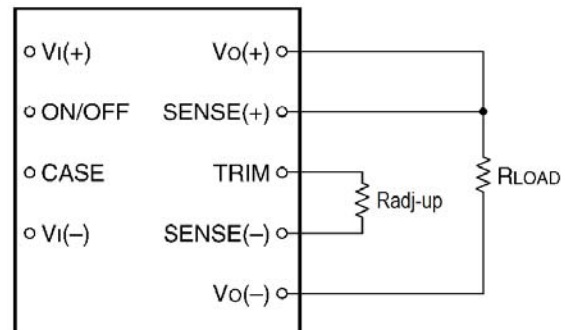 VI(+) VO(+)
ON/OFF SENSE(+)
CASE TRIM
VI(–) SENSE(–)
VO(–)
Radj-up
RLOAD